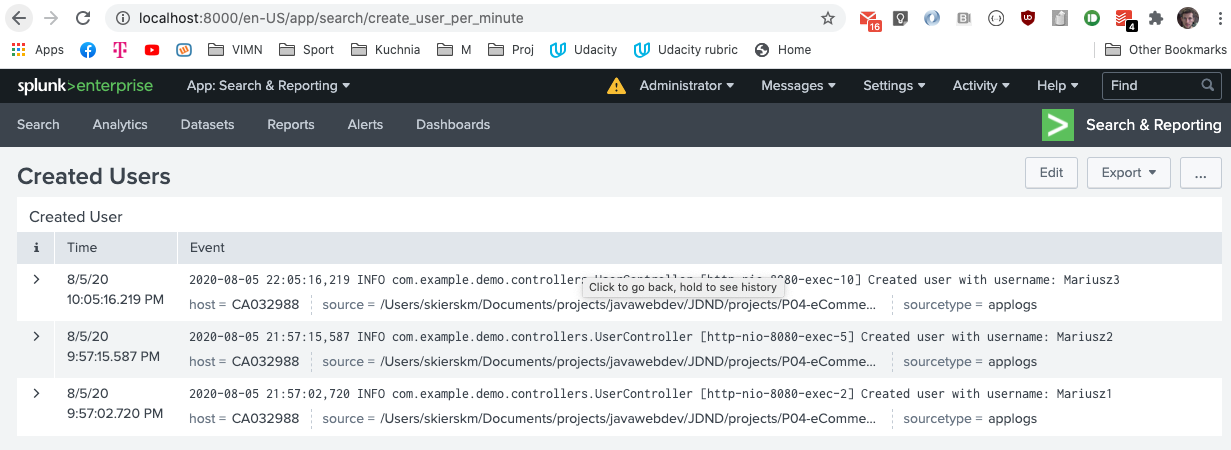 localhost:8000/en-US/app/search/create_user_per_minute
16
4
Apps VIMN Sport Kuchnia M Proj Udacity Udacity rubric Home Other Bookmarks
splunk>enterprise App: Search & Reporting Administrator Messages Settings Activity Help Find
Search Analytics Datasets Reports Alerts Dashboards Search & Reporting
Created Users Edit Export ...
Created User
i Time Event
8/5/20 2020-08-05 22:05:16,219 INFO com.example.demo.controllers.UserController [http-nio-8080-exec-10] Created user with username: Mariusz3
Click to go back, hold to see history
10:05:16.219 PM host = CA032988 source = /Users/skierskm/Documents/projects/javawebdev/JDND/projects/P04-eComme... sourcetype = applogs
8/5/20 2020-08-05 21:57:15,587 INFO com.example.demo.controllers.UserController [http-nio-8080-exec-5] Created user with username: Mariusz2
9:57:15.587 PM host = CA032988 source = /Users/skierskm/Documents/projects/javawebdev/JDND/projects/P04-eComme... sourcetype = applogs
8/5/20 2020-08-05 21:57:02,720 INFO com.example.demo.controllers.UserController [http-nio-8080-exec-2] Created user with username: Mariusz1
9:57:02.720 PM host = CA032988 source = /Users/skierskm/Documents/projects/javawebdev/JDND/projects/P04-eComme... sourcetype = applogs